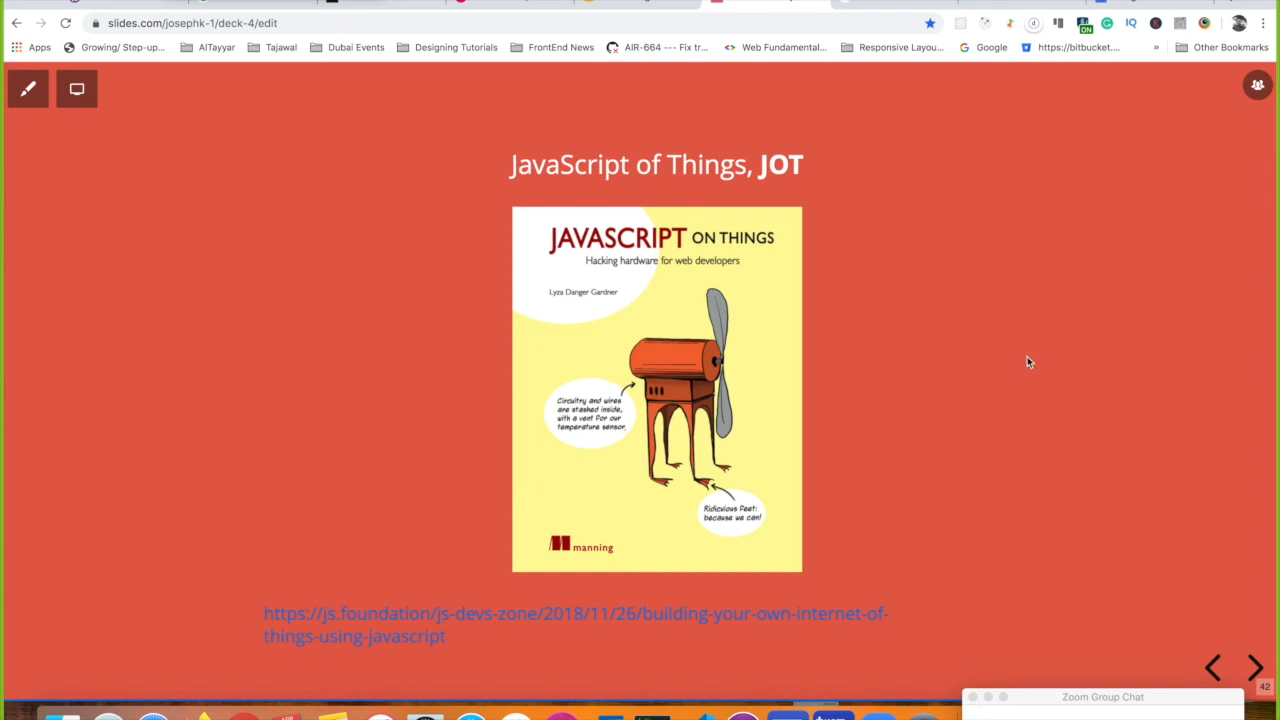 slides.com/josephk-1/deck-4/edit
ON
IQ
Apps
Growing/ Step-up...
AlTayyar
Tajawal
Dubai Events
Designing Tutorials
FrontEnd News
AIR-664 --- Fix tr...
Web Fundamental...
Responsive Layou...
Google
https://bitbucket....
»
Other Bookmarks
JavaScript of Things, JOT
JAVASCRIPT ON THINGS
Hacking hardware for web developers
Lyza Danger Gardner
Circuitry and wires
are stashed inside,
with a vent for our
temperature sensor.
Ridiculous feet:
because we can!
manning
https://js.foundation/js-devs-zone/2018/11/26/building-your-own-internet-of-
things-using-javascript
42
Zoom Group Chat